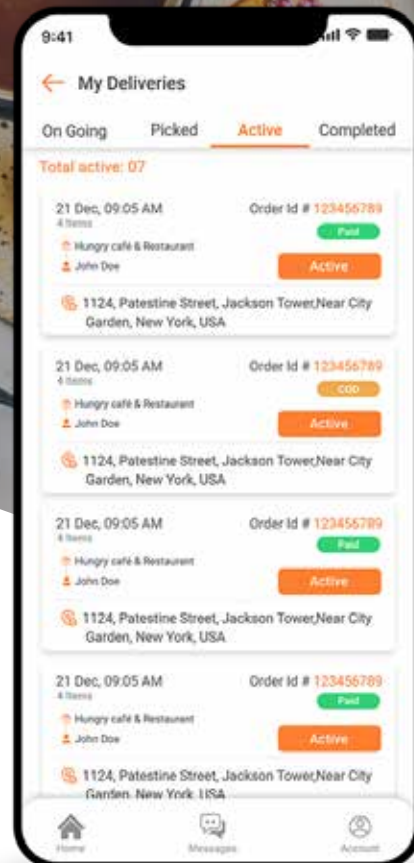 9:41
My Deliveries
On Going Picked Active Completed
Total active: 07
21 Dec, 09:05 AM Order Id # 123456789
4 Items Paid
Hungry café & Restaurant
John Doe Active
1124, Patestine Street, Jackson Tower,Near City
Garden, New York, USA
21 Dec, 09:05 AM Order Id # 123456789
4 Items COD
Hungry café & Restaurant
John Doe Active
1124, Patestine Street, Jackson Tower,Near City
Garden, New York, USA
21 Dec, 09:05 AM Order Id # 123456789
4 Items Paid
Hungry café & Restaurant
John Doe Active
1124, Patestine Street, Jackson Tower,Near City
Garden, New York, USA
21 Dec, 09:05 AM Order Id # 123456789
4 Items Paid
Hungry café & Restaurant
John Doe Active
1124, Patestine Street, Jackson Tower,Near City
Garden, New York, USA
Home Messages Account